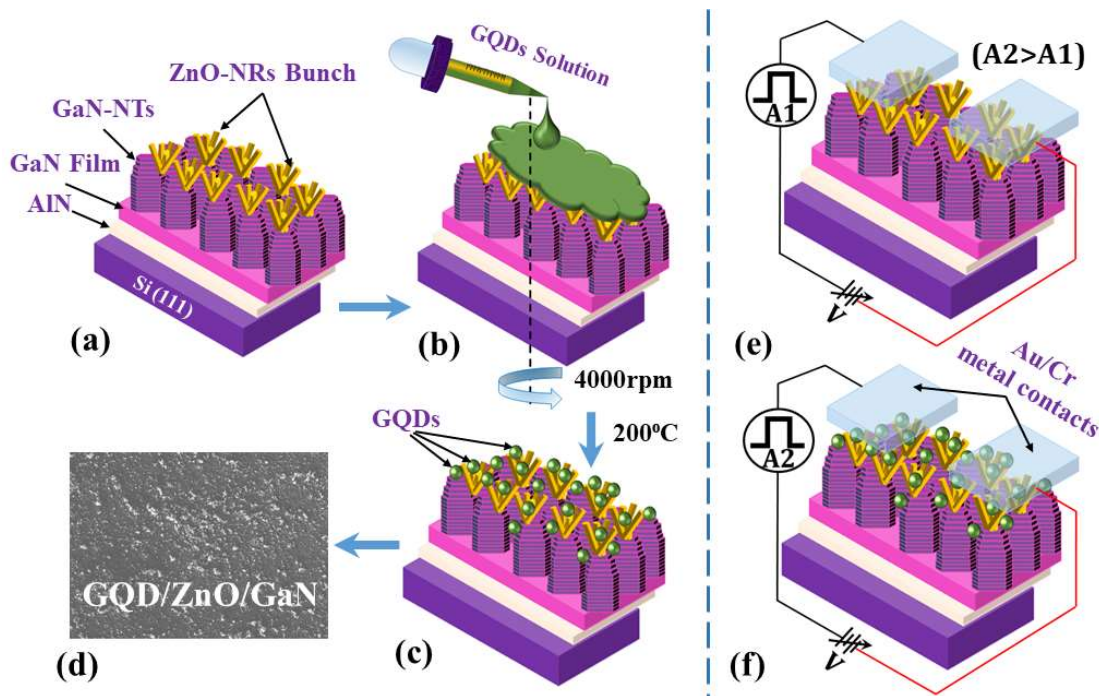 ZnO-NRs Bunch
GaN-NTs
GaN Film
AlN
Si (111)
(a)
GQDs Solution
(b)
4000rpm
200⁰C
GQDs
(c)
GQD/ZnO/GaN
(d)
(A2>A1)
A1
V
(e)
Au/Cr
metal contacts
A2
V
(f)